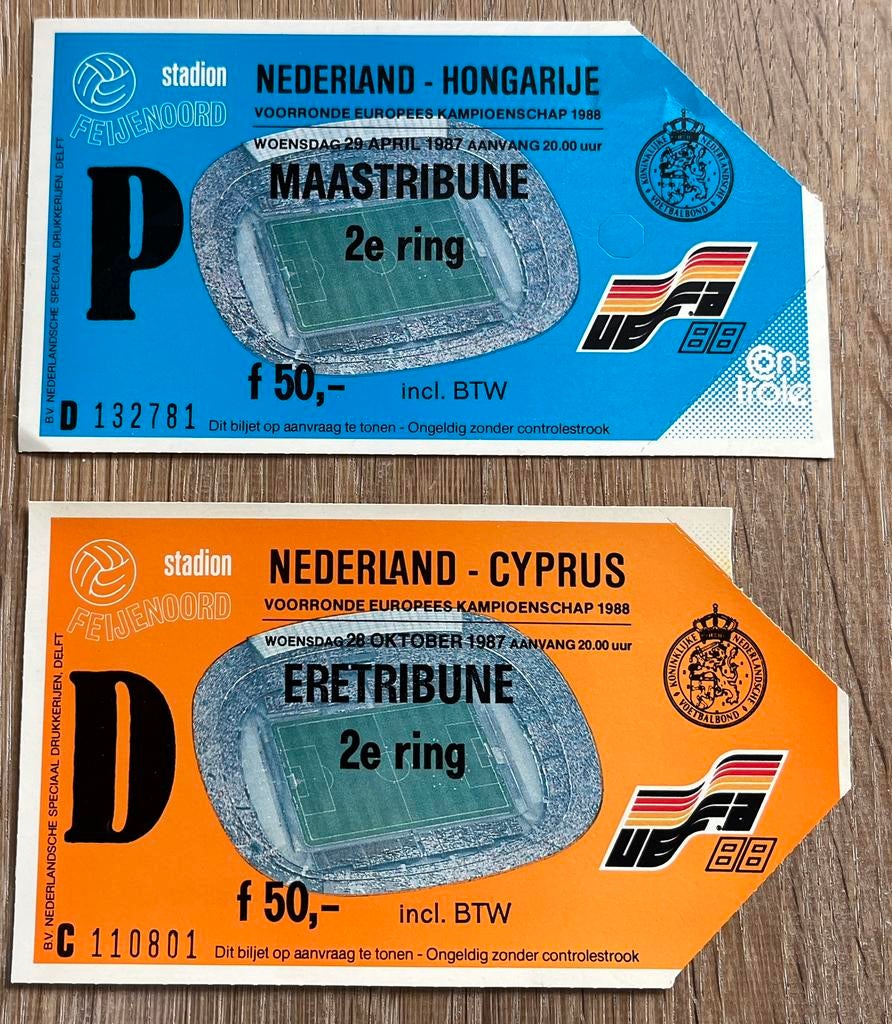 stadion
FEIJENOORD
NEDERLAND - HONGARIJE
VOORRONDE EUROPEES KAMPIOENSCHAP 1988
WOENSDAG 29 APRIL 1987 AANVANG 20.00 uur
MAASTRIBUNE
2e ring
P
KONINKLIJKE NEDERLANDSCHE VOETBALBOND
UEFA
88
Con-
trole
f 50,- incl. BTW
D 132781
Dit biljet op aanvraag te tonen - Ongeldig zonder controlestrook
B.V. NEDERLANDSCHE SPECIAAL DRUKKERIJEN, DELFT
stadion
FEIJENOORD
NEDERLAND - CYPRUS
VOORRONDE EUROPEES KAMPIOENSCHAP 1988
WOENSDAG 28 OKTOBER 1987 AANVANG 20.00 uur
ERETRIBUNE
2e ring
D
KONINKLIJKE NEDERLANDSCHE VOETBALBOND
UEFA
88
f 50,- incl. BTW
C 110801
Dit biljet op aanvraag te tonen - Ongeldig zonder controlestrook
B.V. NEDERLANDSCHE SPECIAAL DRUKKERIJEN, DELFT